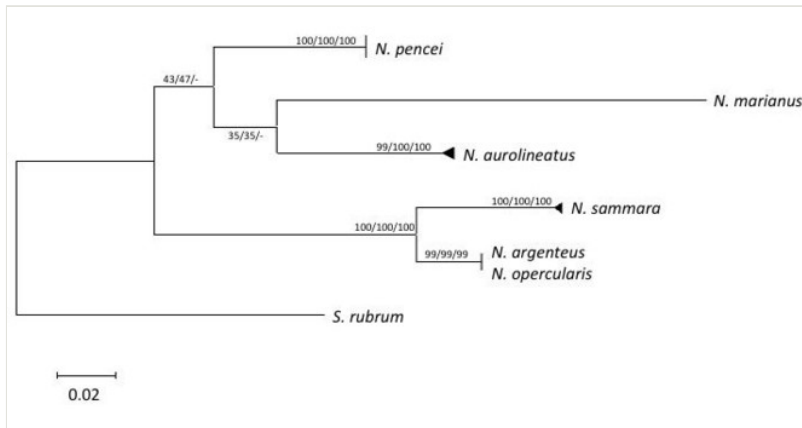 100/100/100
N. pencei
43/47/-
N. marianus
35/35/-
99/100/100
N. aurolineatus
100/100/100
N. sammara
100/100/100
99/99/99
N. argenteus
N. opercularis
S. rubrum
0.02